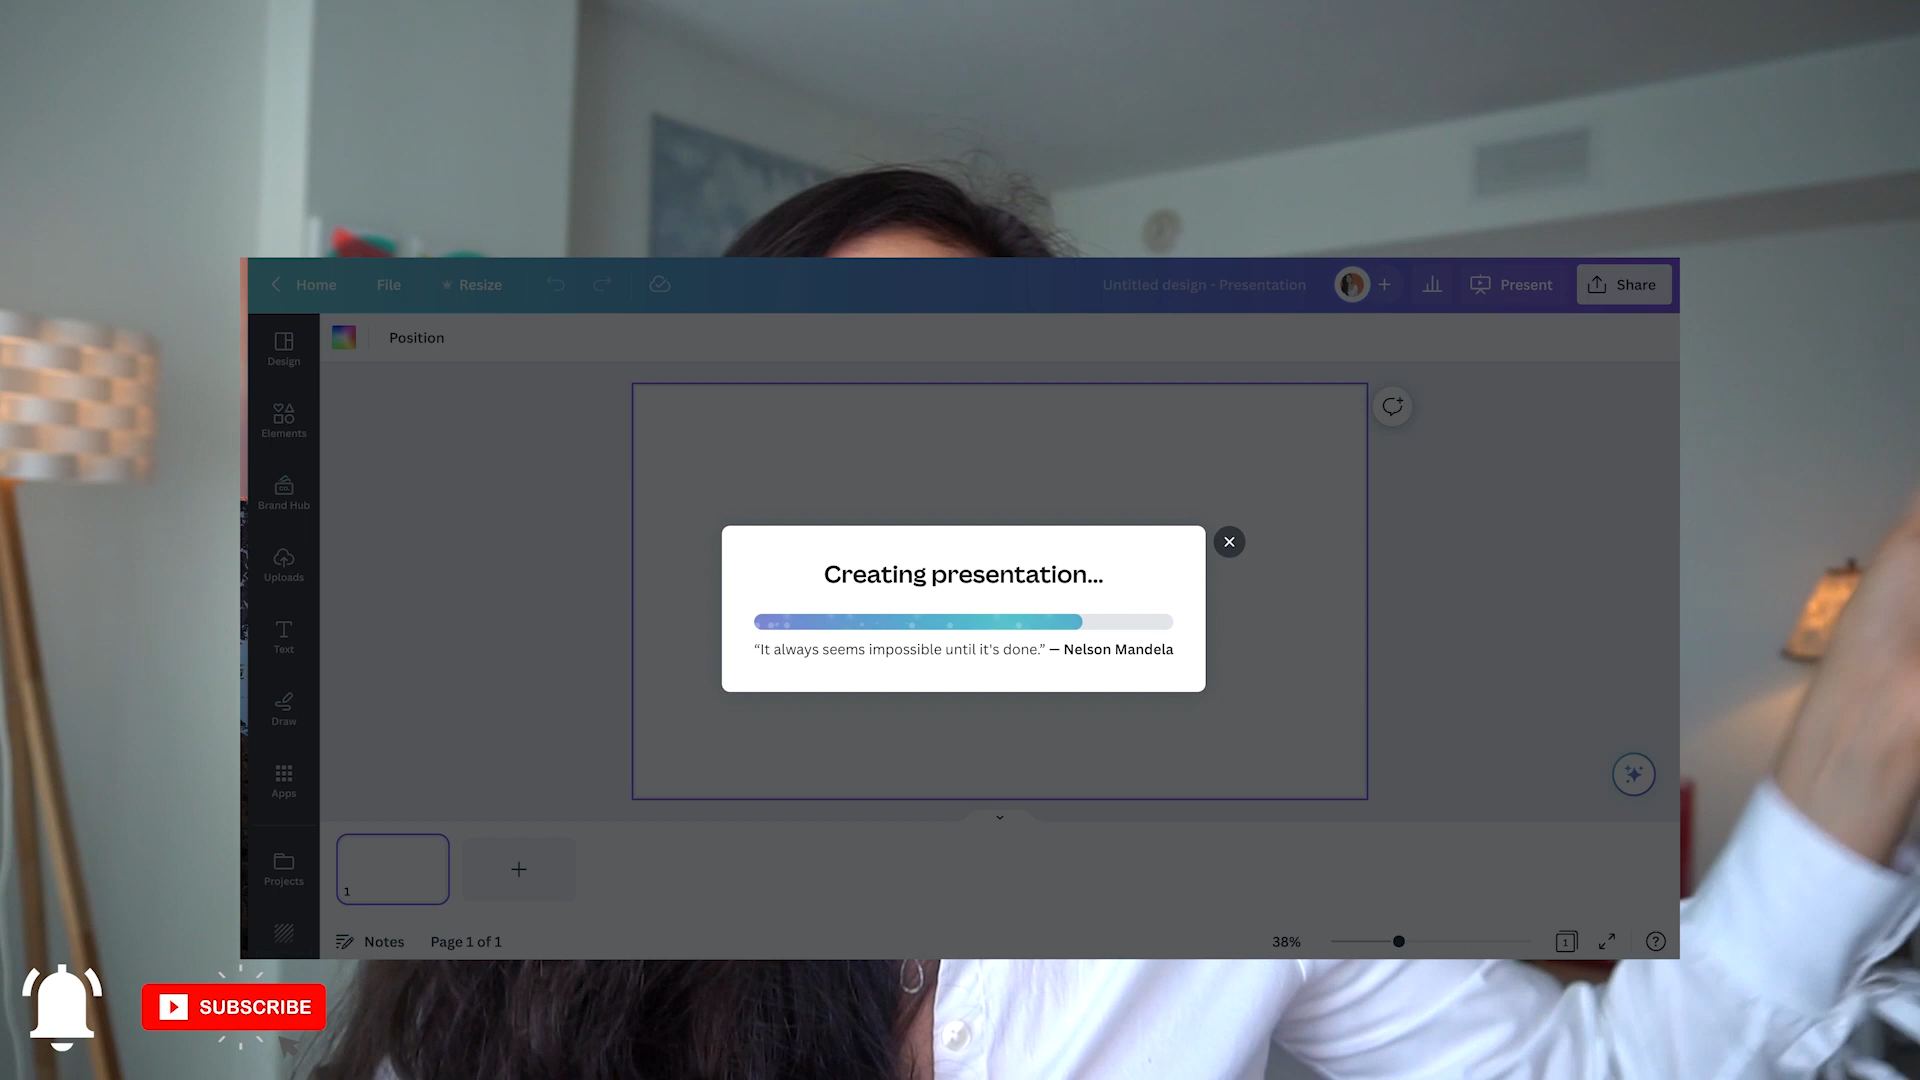 Home File Resize Untitled design - Presentation Present Share
Position
Design
Elements
Brand Hub
Uploads
Text
Draw
Apps
Projects
Creating presentation...
“It always seems impossible until it's done.” — Nelson Mandela
1
Notes Page 1 of 1 38% 1
SUBSCRIBE